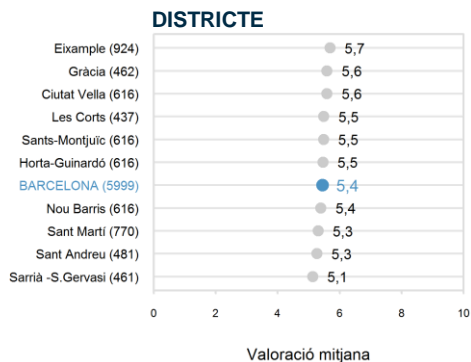 DISTRICTE
Eixample (924) 5,7
Gràcia (462) 5,6
Ciutat Vella (616) 5,6
Les Corts (437) 5,5
Sants-Montjuïc (616) 5,5
Horta-Guinardó (616) 5,5
BARCELONA (5999) 5,4
Nou Barris (616) 5,4
Sant Martí (770) 5,3
Sant Andreu (481) 5,3
Sarrià -S.Gervasi (461) 5,1
0 2 4 6 8 10
Valoració mitjana